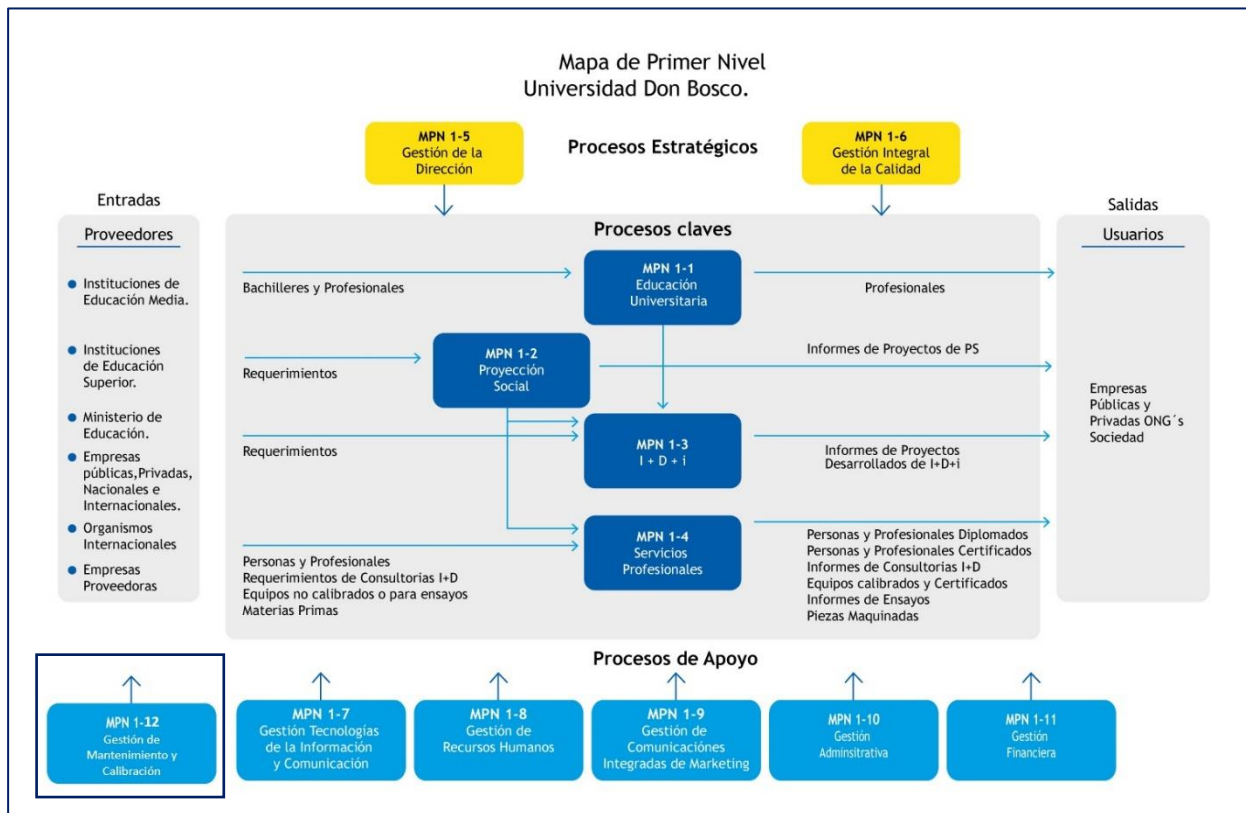 Mapa de Primer Nivel
Universidad Don Bosco.
MPN 1-5
Gestión de la
Dirección
Procesos Estratégicos
MPN 1-6
Gestión Integral
de la Calidad
Entradas
Proveedores
Instituciones de
Educación Media.
Instituciones
de Educación
Superior.
Ministerio de
Educación.
Empresas
públicas,Privadas,
Nacionales e
Internacionales.
Organismos
Internacionales
Empresas
Proveedoras
Procesos claves
Bachilleres y Profesionales
MPN 1-1
Educación
Universitaria
Profesionales
Requerimientos
MPN 1-2
Proyección
Social
Informes de Proyectos de PS
Requerimientos
MPN 1-3
I + D + i
Informes de Proyectos
Desarrollados de I+D+i
Personas y Profesionales
Requerimientos de Consultorias I+D
Equipos no calibrados o para ensayos
Materias Primas
MPN 1-4
Servicios
Profesionales
Personas y Profesionales Diplomados
Personas y Profesionales Certificados
Informes de Consultorias I+D
Equipos calibrados y Certificados
Informes de Ensayos
Piezas Maquinadas
Salidas
Usuarios
Empresas
Públicas y
Privadas ONG´s
Sociedad
Procesos de Apoyo
MPN 1-12
Gestión de
Mantenimiento y
Calibración
MPN 1-7
Gestión Tecnologías
de la Información
y Comunicación
MPN 1-8
Gestión de
Recursos Humanos
MPN 1-9
Gestión de
Comunicaciónes
Integradas de Marketing
MPN 1-10
Gestión
Adminsitrativa
MPN 1-11
Gestión
Financiera